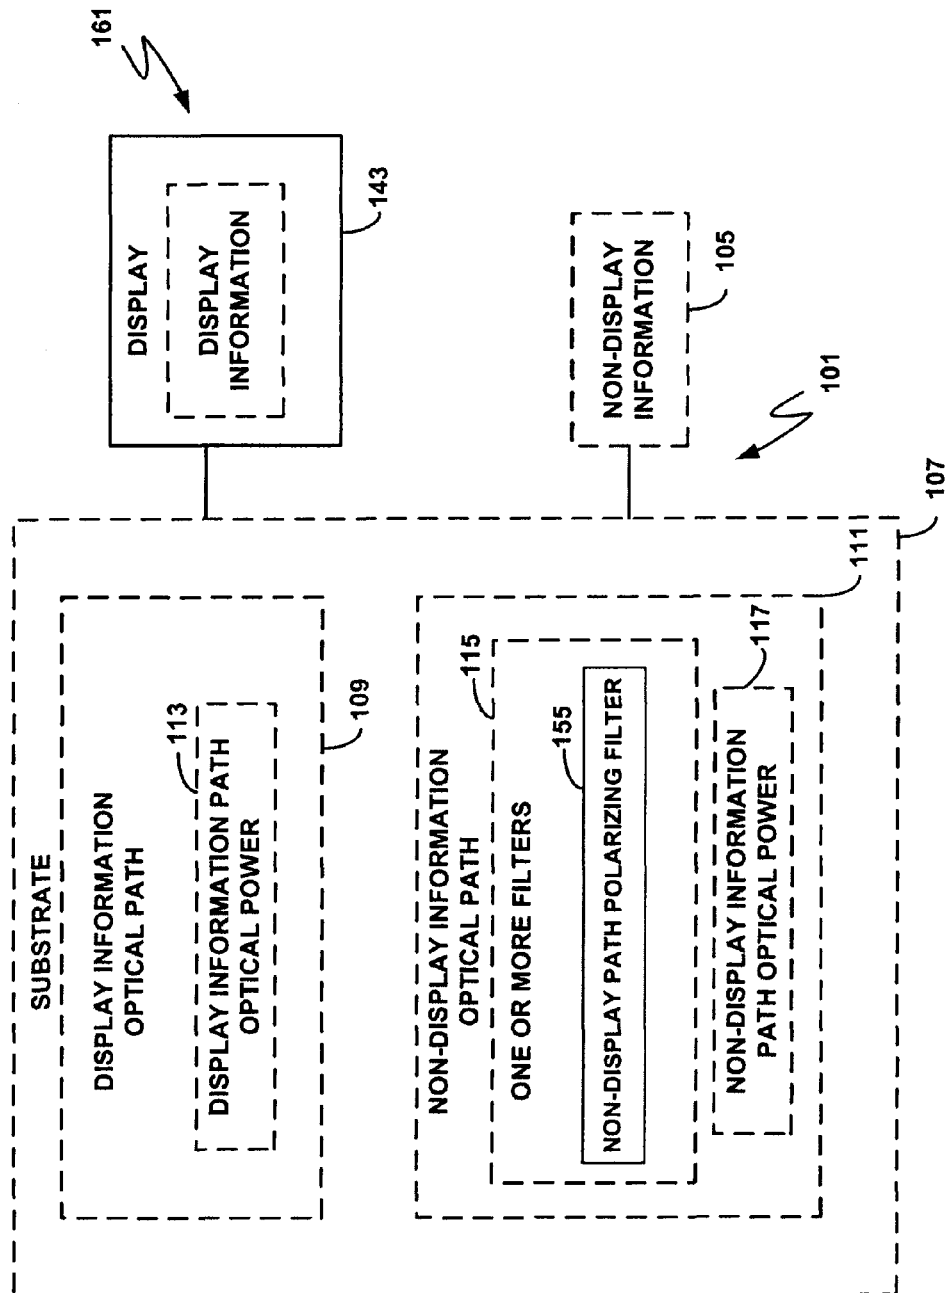 SUBSTRATE
DISPLAY INFORMATION
OPTICAL PATH
113
DISPLAY INFORMATION PATH
OPTICAL POWER
109
NON-DISPLAY INFORMATION
OPTICAL PATH
115
ONE OR MORE FILTERS
155
NON-DISPLAY PATH POLARIZING FILTER
117
NON-DISPLAY INFORMATION
PATH OPTICAL POWER
111
107
DISPLAY
DISPLAY
INFORMATION
143
161
NON-DISPLAY
INFORMATION
105
101